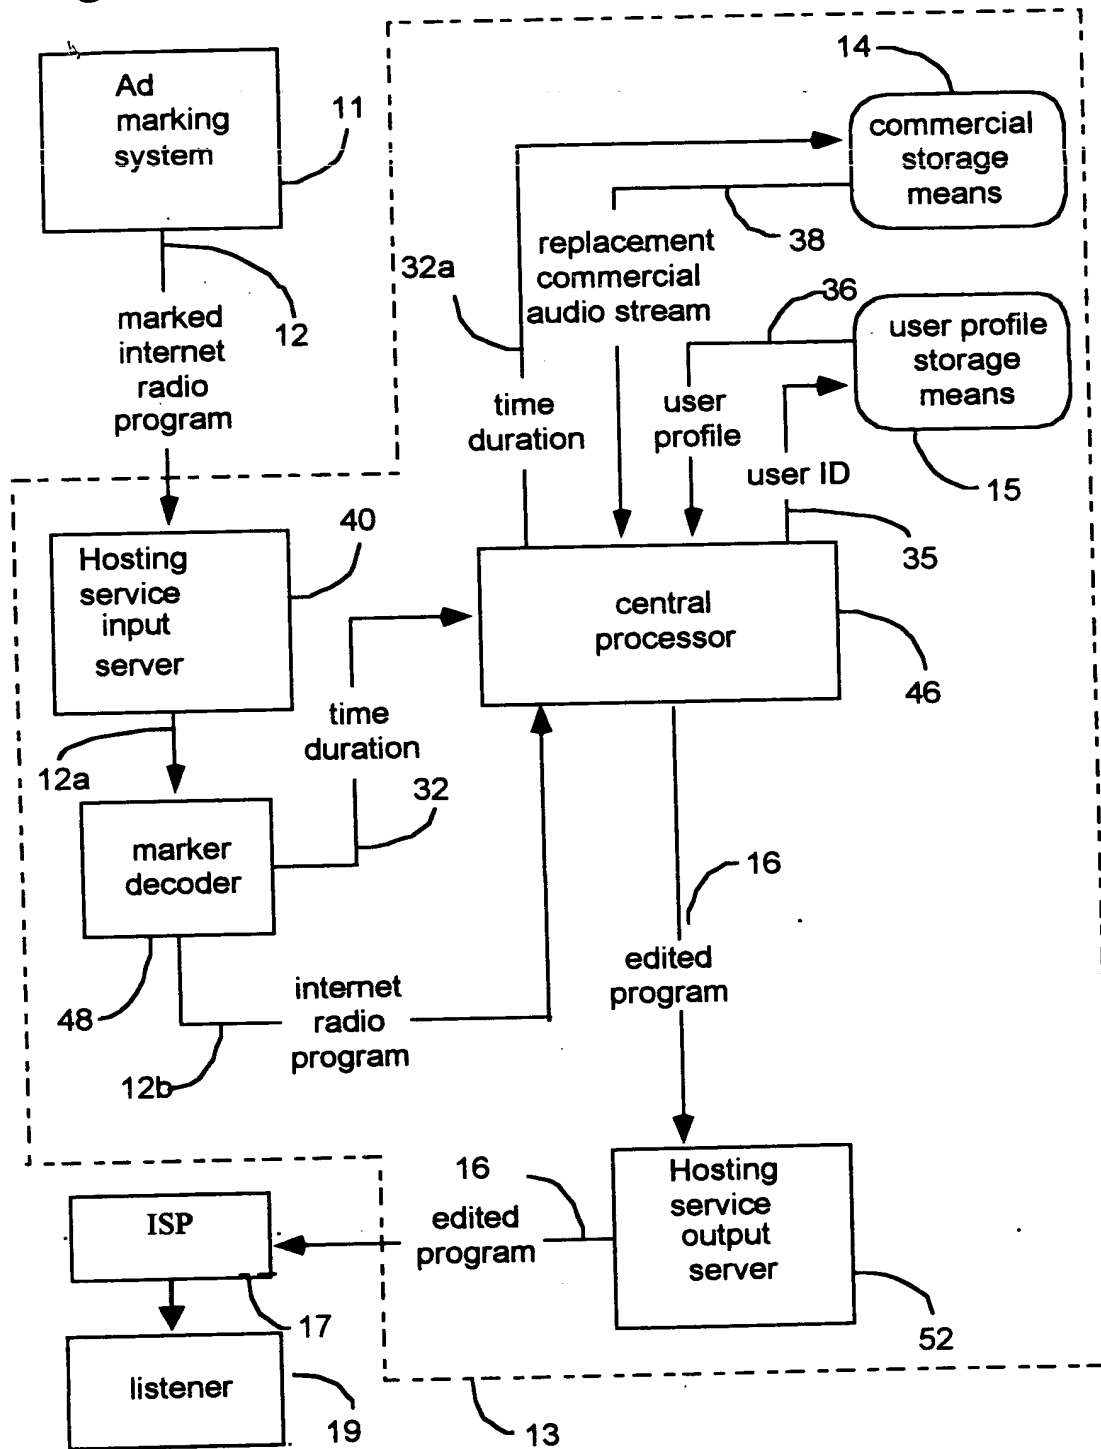 Ad
marking
system
11
12
marked
internet
radio
program
14
commercial
storage
means
38
replacement
commercial
audio stream
32a
36
user profile
storage
means
15
time
duration
user
profile
user ID
35
Hosting
service
input
server
40
central
processor
46
12a
time
duration
32
marker
decoder
48
internet
radio
program
12b
16
edited
program
Hosting
service
output
server
52
16
edited
program
ISP
17
listener
19
13